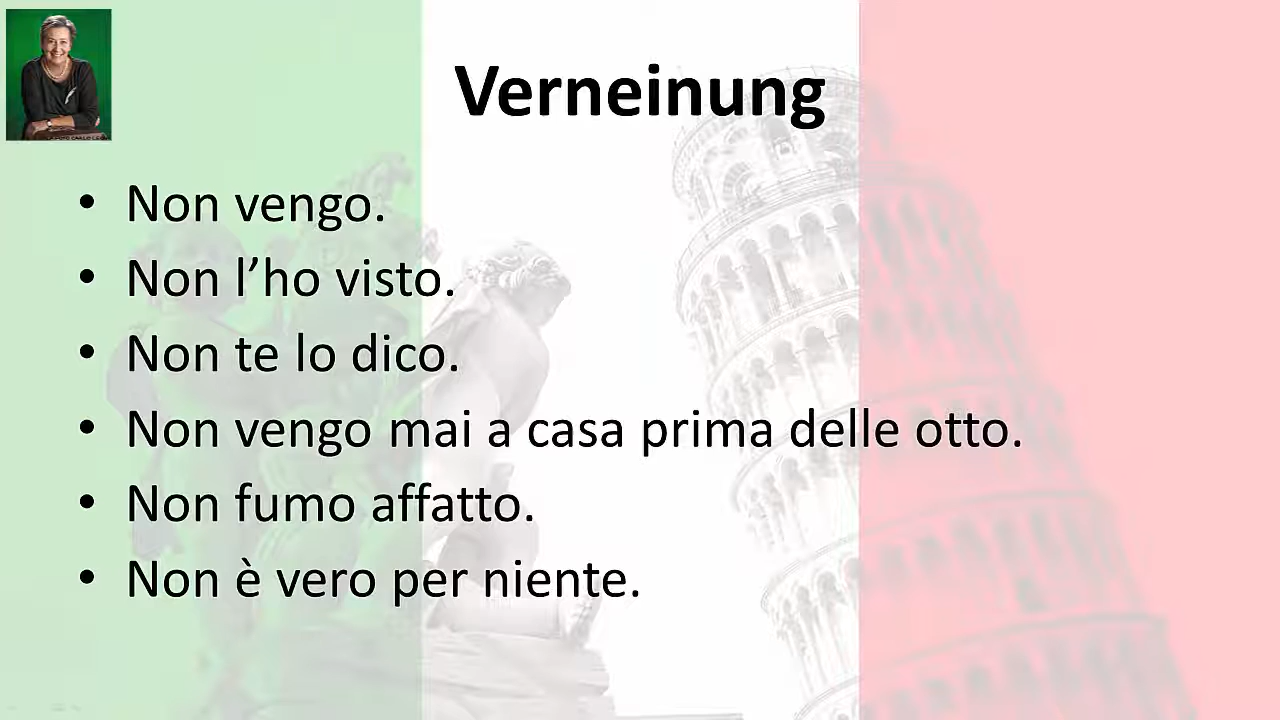 Verneinung
• Non vengo.
• Non l’ho visto.
• Non te lo dico.
• Non vengo mai a casa prima delle otto.
• Non fumo affatto.
• Non è vero per niente.